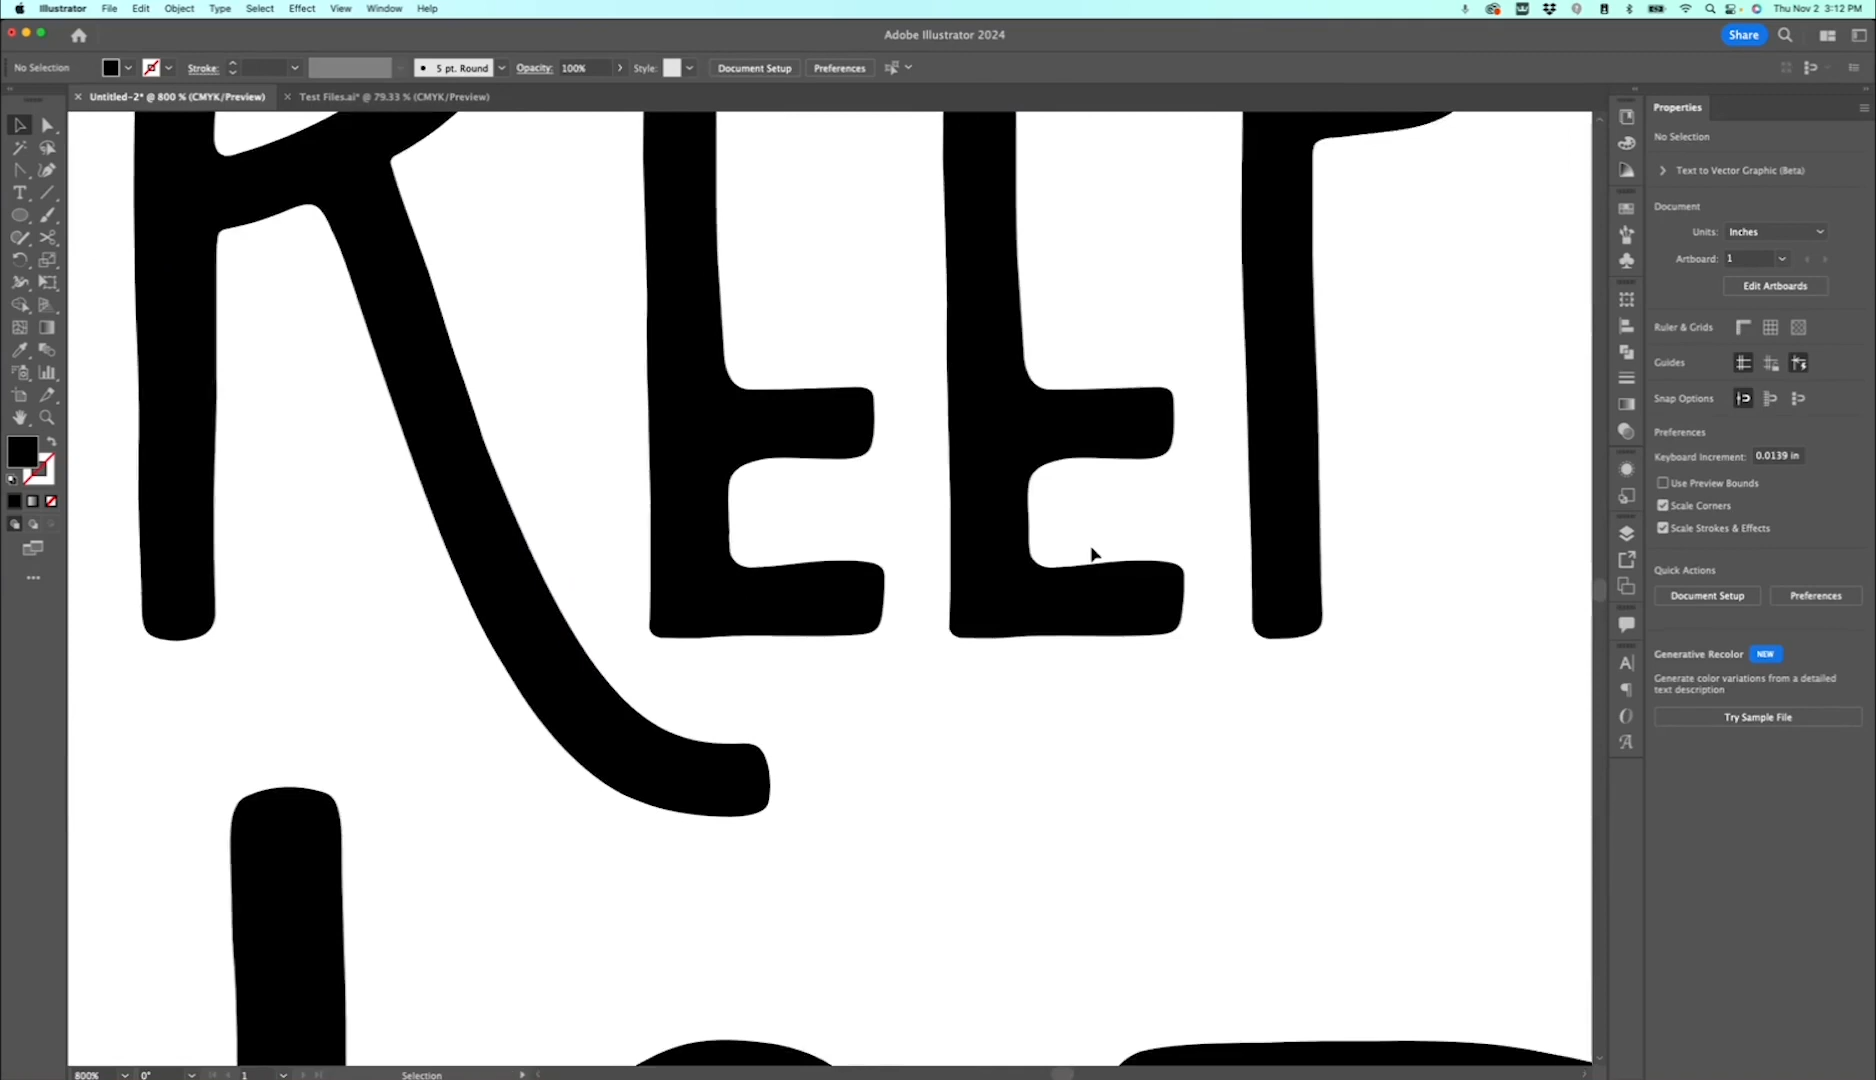 Illustrator File Edit Object Type Select Effect View Window Help Thu Nov 2 3:12 PM
Adobe Illustrator 2024 Share
No Selection Stroke: 5 pt. Round Opacity: 100% Style: Document Setup Preferences
Untitled-2* @ 800 % (CMYK/Preview) Test Files.ai* @ 79.33 % (CMYK/Preview)
KEEP
Properties
No Selection
Text to Vector Graphic (Beta)
Document
Units: Inches
Artboard: 1
Edit Artboards
Ruler & Grids
Guides
Snap Options
Preferences
Keyboard Increment: 0.0139 in
Use Preview Bounds
Scale Corners
Scale Strokes & Effects
Quick Actions
Document Setup Preferences
Generative Recolor NEW
Generate color variations from a detailed
text description
Try Sample File
800% 0° 1 Selection